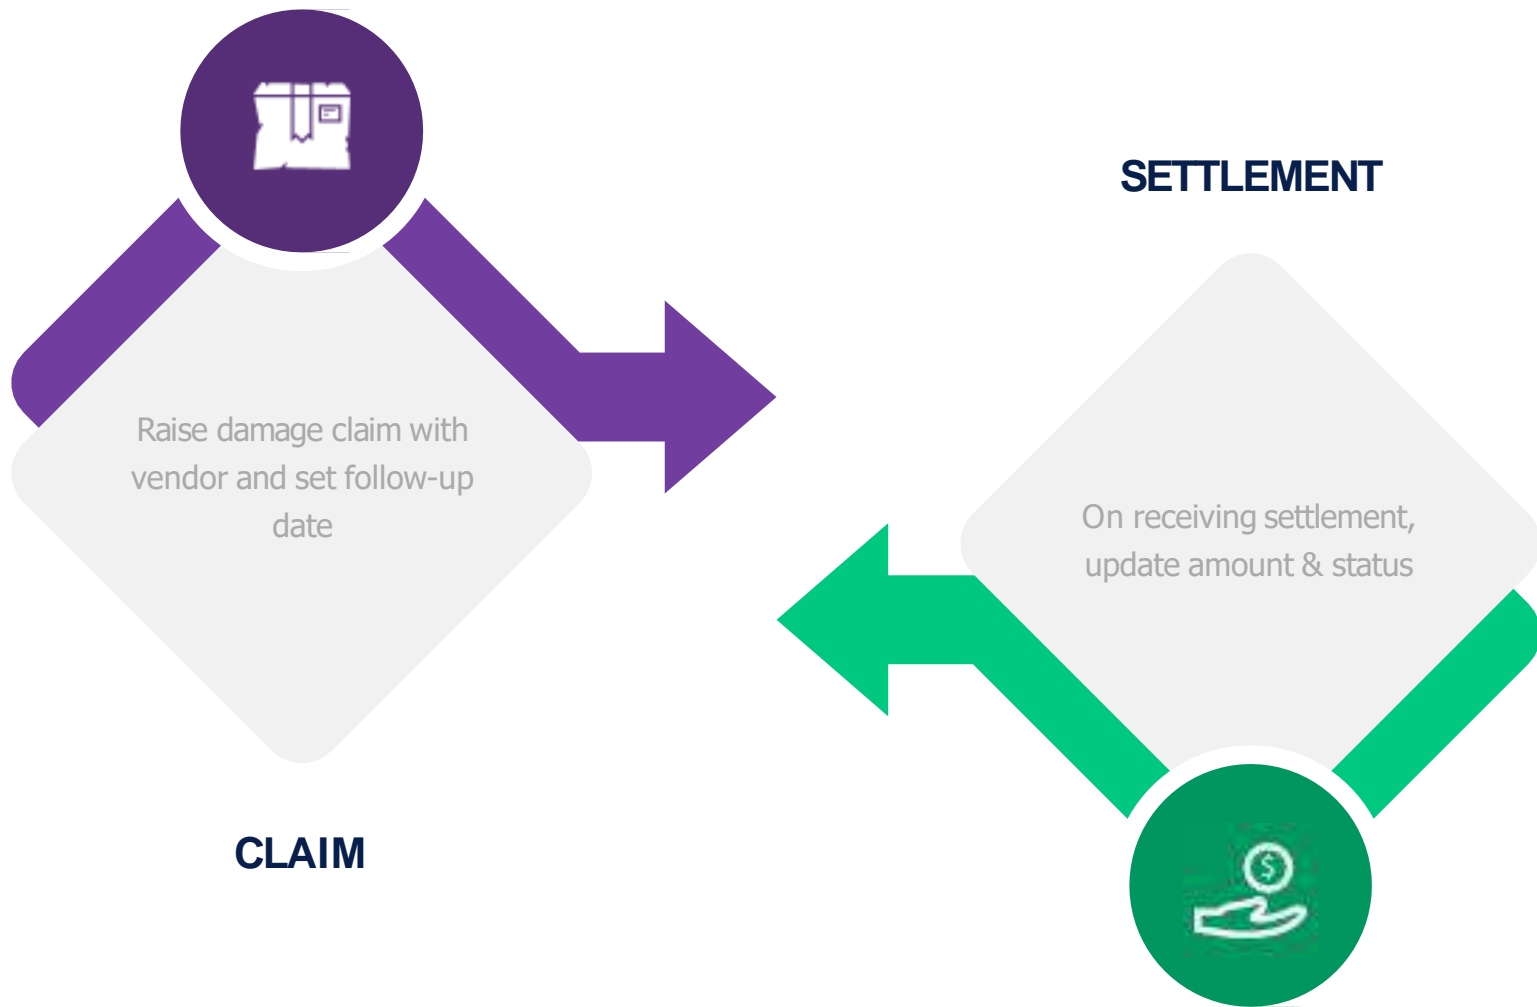 Raise damage claim with
vendor and set follow-up
date
CLAIM
SETTLEMENT
On receiving settlement,
update amount & status
$